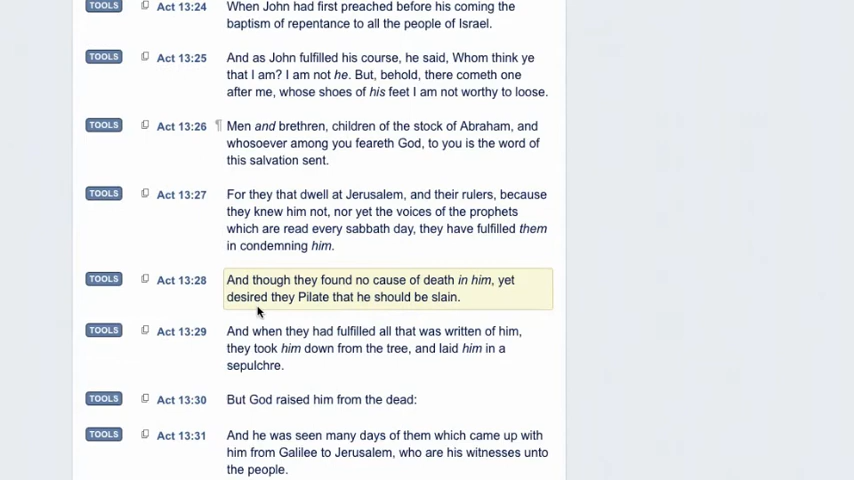 TOOLS Act 13:24 When John had first preached before his coming the
baptism of repentance to all the people of Israel.
TOOLS Act 13:25 And as John fulfilled his course, he said, Whom think ye
that I am? I am not he. But, behold, there cometh one
after me, whose shoes of his feet I am not worthy to loose.
TOOLS Act 13:26 ¶ Men and brethren, children of the stock of Abraham, and
whosoever among you feareth God, to you is the word of
this salvation sent.
TOOLS Act 13:27 For they that dwell at Jerusalem, and their rulers, because
they knew him not, nor yet the voices of the prophets
which are read every sabbath day, they have fulfilled them
in condemning him.
TOOLS Act 13:28 And though they found no cause of death in him, yet
desired they Pilate that he should be slain.
TOOLS Act 13:29 And when they had fulfilled all that was written of him,
they took him down from the tree, and laid him in a
sepulchre.
TOOLS Act 13:30 But God raised him from the dead:
TOOLS Act 13:31 And he was seen many days of them which came up with
him from Galilee to Jerusalem, who are his witnesses unto
the people.